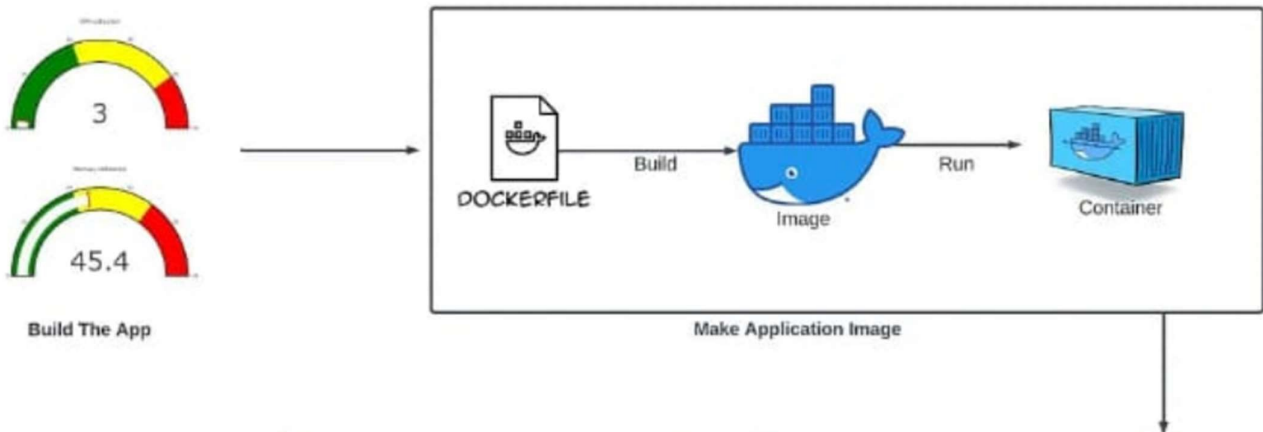 3
45.4
Build The App
DOCKERFILE
Build
Image
Run
Container
Make Application Image